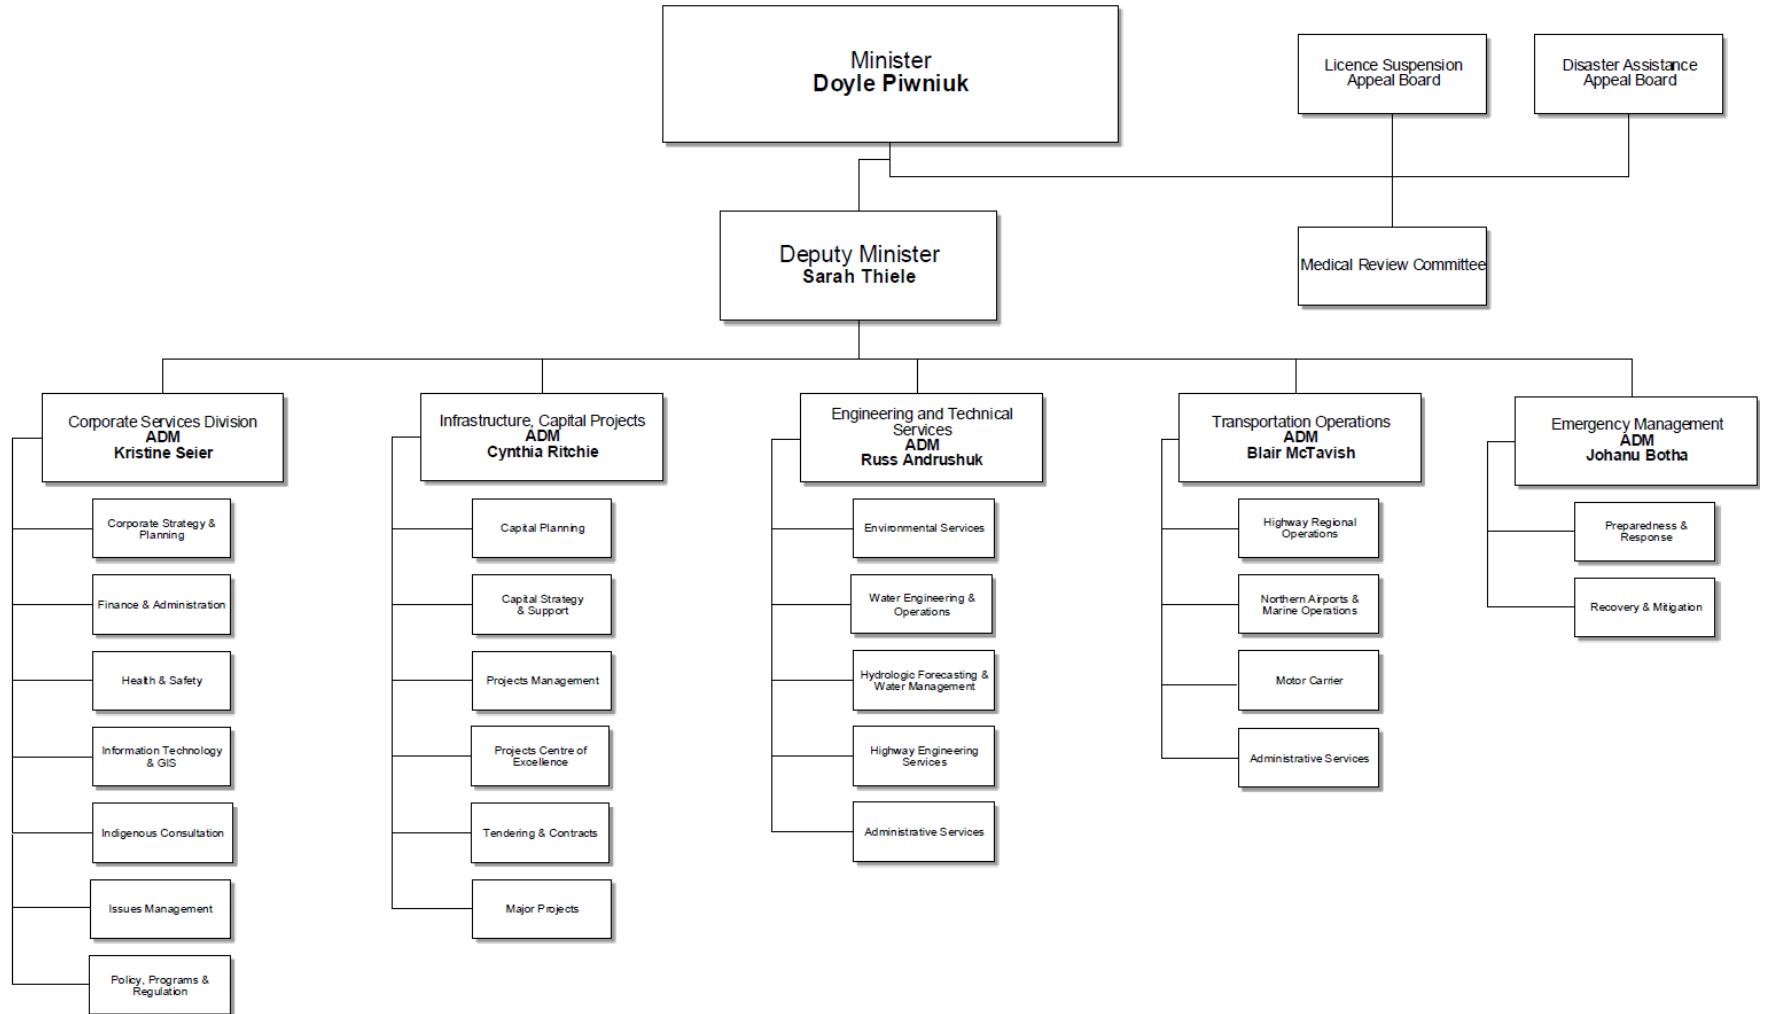 Minister
Doyle Piwniuk
Licence Suspension
Appeal Board
Disaster Assistance
Appeal Board
Deputy Minister
Sarah Thiele
Medical Review Committee
Corporate Services Division
ADM
Kristine Seier
Corporate Strategy &
Planning
Finance & Administration
Health & Safety
Information Technology
& GIS
Indigenous Consultation
Issues Management
Policy, Programs &
Regulation
Infrastructure, Capital Projects
ADM
Cynthia Ritchie
Capital Planning
Capital Strategy
& Support
Projects Management
Projects Centre of
Excellence
Tendering & Contracts
Major Projects
Engineering and Technical
Services
ADM
Russ Andrushuk
Environmental Services
Water Engineering &
Operations
Hydrologic Forecasting &
Water Management
Highway Engineering
Services
Administrative Services
Transportation Operations
ADM
Blair McTavish
Highway Regional
Operations
Northern Airports &
Marine Operations
Motor Carrier
Administrative Services
Emergency Management
ADM
Johanu Botha
Preparedness &
Response
Recovery & Mitigation